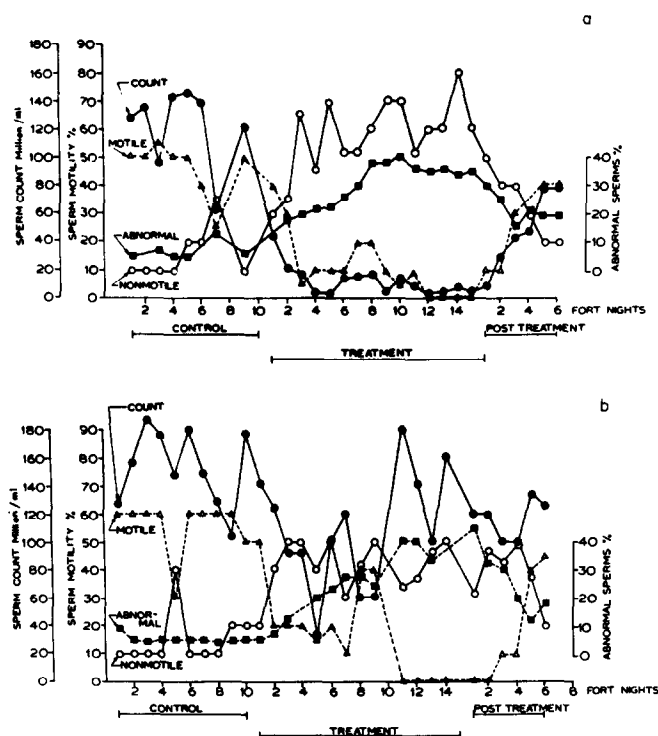 a
180 90
COUNT
160 80
140 70
MOTILE
120 60
100 50 40
80 40 30
60 30 20
ABNORMAL
40 20 10
20 10 0
NONMOTILE
0 0
SPERM COUNT Million/ml
SPERM MOTILITY %
ABNORMAL SPERMS %
2 4 6 8 10 2 4 6 8 10 12 14 2 4 6 FORT NIGHTS
CONTROL
POST TREATMENT
TREATMENT
b
COUNT
180 90
160 80
140 70
120 60
MOTILE
100 50 40
80 40 30
60 30 20
ABNOR-
MAL
40 20 10
20 10 0
NONMOTILE
0 0
SPERM COUNT Million/ml
SPERM MOTILITY %
ABNORMAL SPERMS %
2 4 6 8 10 2 4 6 8 10 12 14 2 4 6 8 FORT NIGHTS
CONTROL
POST TREATMENT
TREATMENT